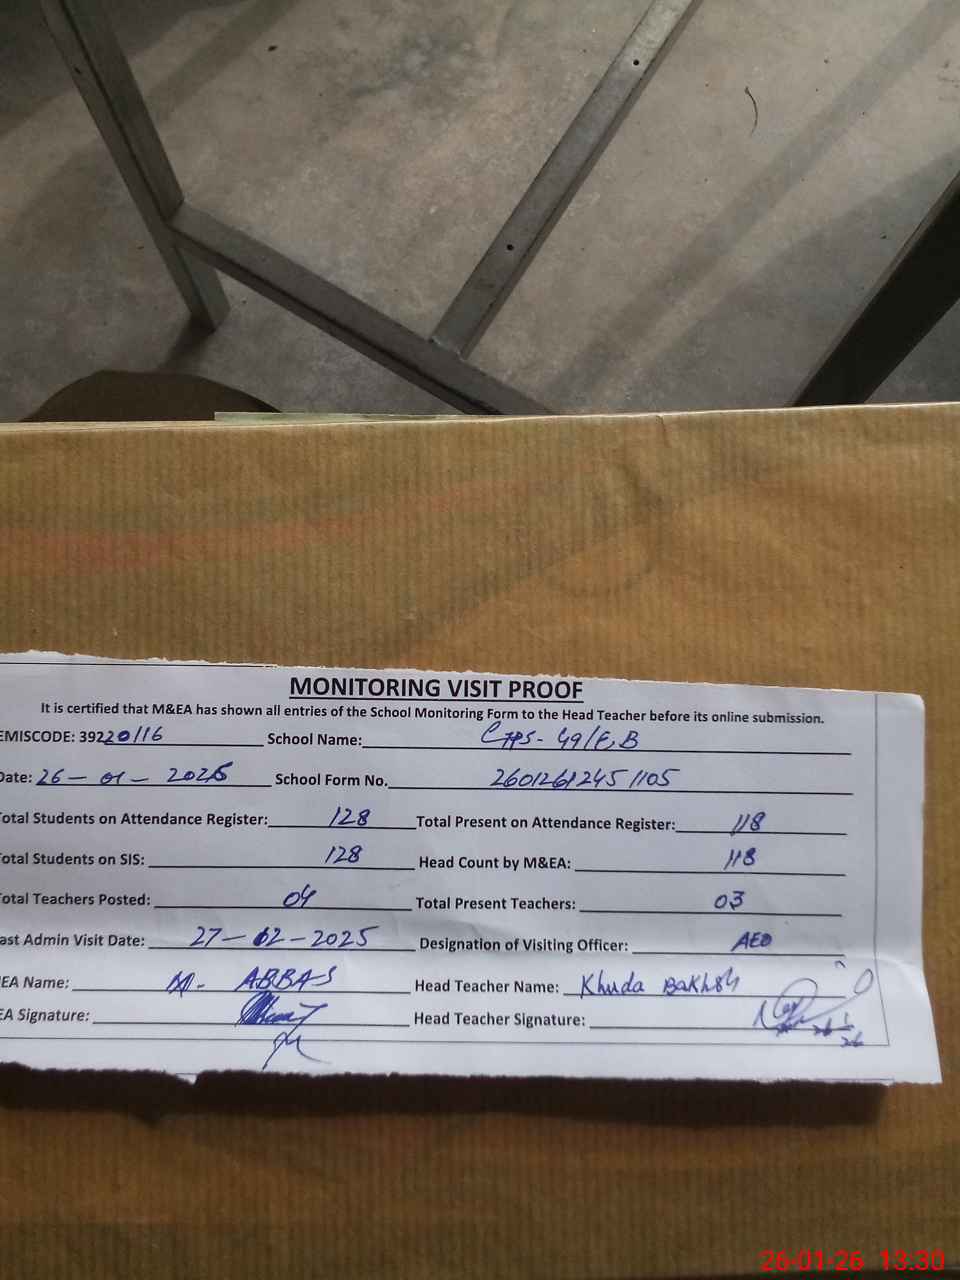 MONITORING VISIT PROOF
It is certified that M&EA has shown all entries of the School Monitoring Form to the Head Teacher before its online submission.
EMISCODE: 39220116 School Name: GPS- 49/E.B
Date: 26-01-2026 School Form No. 26012612451105
Total Students on Attendance Register: 128 Total Present on Attendance Register: 118
Total Students on SIS: 128 Head Count by M&EA: 118
Total Teachers Posted: 04 Total Present Teachers: 03
Last Admin Visit Date: 27-02-2025 Designation of Visiting Officer: AEO
EA Name: M- ABBAS Head Teacher Name: Khuda Bakhsh
EA Signature: Head Teacher Signature:
26-01-26 13:30